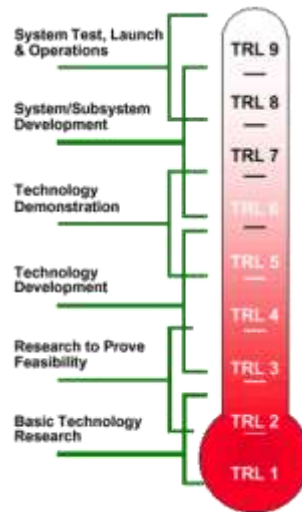 System Test, Launch
& Operations
System/Subsystem
Development
Technology
Demonstration
Technology
Development
Research to Prove
Feasibility
Basic Technology
Research
TRL 9
TRL 8
TRL 7
TRL 6
TRL 5
TRL 4
TRL 3
TRL 2
TRL 1